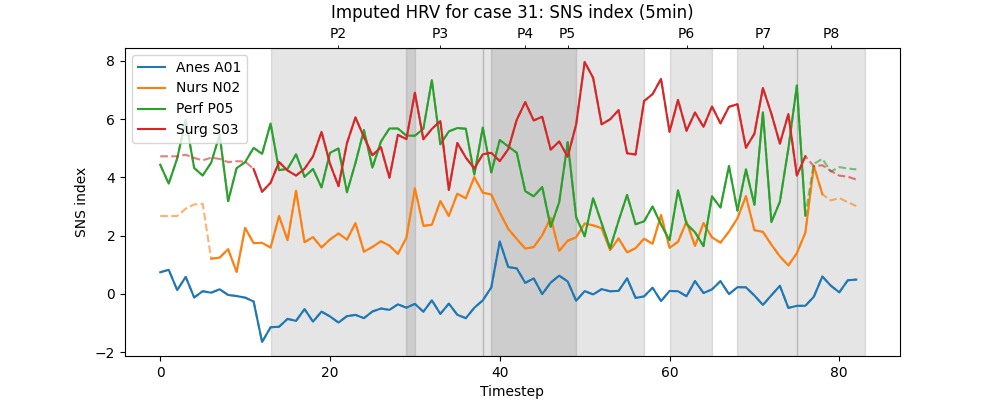 Imputed HRV for case 31: SNS index (5min)
P2 P3 P4 P5 P6 P7 P8
Anes A01
Nurs N02
Perf P05
Surg S03
8
6
4
2
0
−2
SNS index
0 20 40 60 80
Timestep